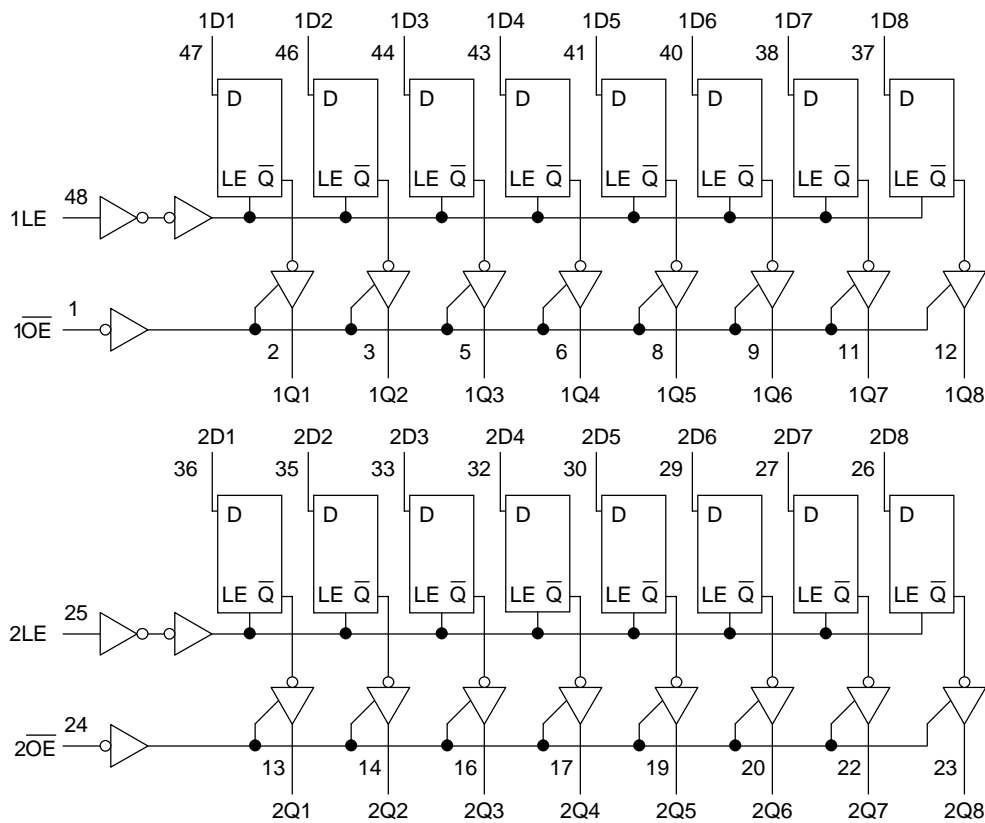 1D1 1D2 1D3 1D4 1D5 1D6 1D7 1D8
47 46 44 43 41 40 38 37
D D D D D D D D
LE Q̅ LE Q̅ LE Q̅ LE Q̅ LE Q̅ LE Q̅ LE Q̅ LE Q̅
48
1LE
1
1O̅E̅
2 3 5 6 8 9 11 12
1Q1 1Q2 1Q3 1Q4 1Q5 1Q6 1Q7 1Q8
2D1 2D2 2D3 2D4 2D5 2D6 2D7 2D8
36 35 33 32 30 29 27 26
D D D D D D D D
LE Q̅ LE Q̅ LE Q̅ LE Q̅ LE Q̅ LE Q̅ LE Q̅ LE Q̅
25
2LE
24
2O̅E̅
13 14 16 17 19 20 22 23
2Q1 2Q2 2Q3 2Q4 2Q5 2Q6 2Q7 2Q8